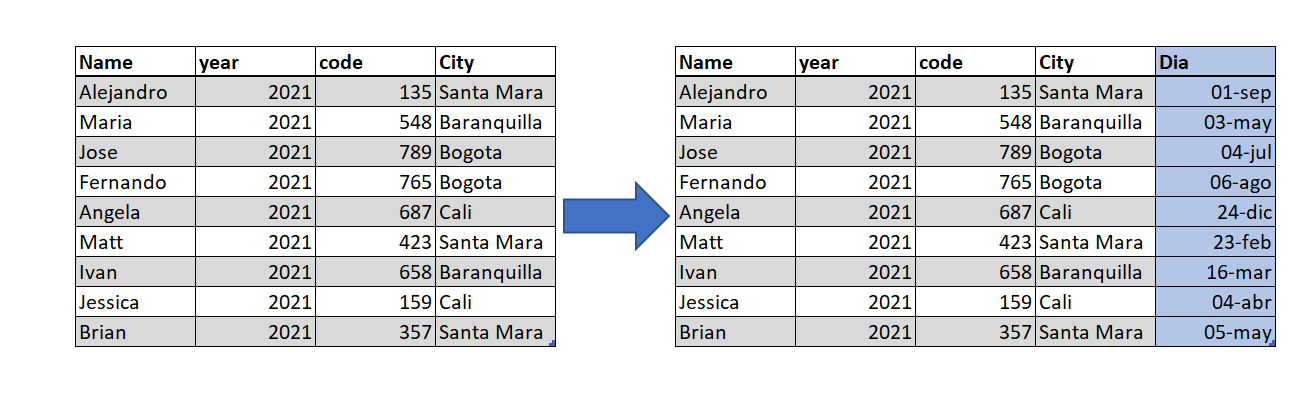 Name year code City
Alejandro 2021 135 Santa Mara
Maria 2021 548 Baranquilla
Jose 2021 789 Bogota
Fernando 2021 765 Bogota
Angela 2021 687 Cali
Matt 2021 423 Santa Mara
Ivan 2021 658 Baranquilla
Jessica 2021 159 Cali
Brian 2021 357 Santa Mara
Name year code City Dia
Alejandro 2021 135 Santa Mara 01-sep
Maria 2021 548 Baranquilla 03-may
Jose 2021 789 Bogota 04-jul
Fernando 2021 765 Bogota 06-ago
Angela 2021 687 Cali 24-dic
Matt 2021 423 Santa Mara 23-feb
Ivan 2021 658 Baranquilla 16-mar
Jessica 2021 159 Cali 04-abr
Brian 2021 357 Santa Mara 05-may